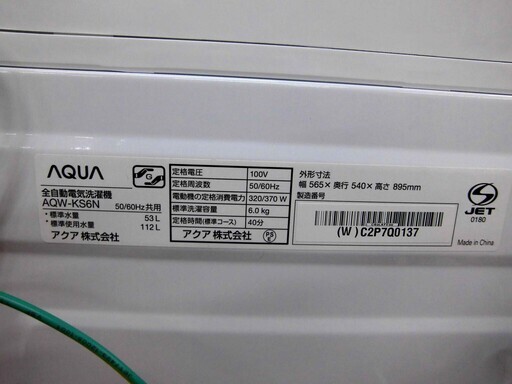 AQUA
G
全自動電気洗濯機
AQW-KS6N 50/60Hz共用
・標準水量 53 L
・標準使用水量 112 L
アクア 株式会社
定格電圧 100V
定格周波数 50/60Hz
電動機の定格消費電力 320/370 W
標準洗濯容量 6.0 kg
定格時間(標準コース) 40分
アクア 株式会社
PS
E
外形寸法
幅 565× 奥行 540× 高さ 895mm
製造番号
(W) C2P7Q0137
JET
0180
Made in China